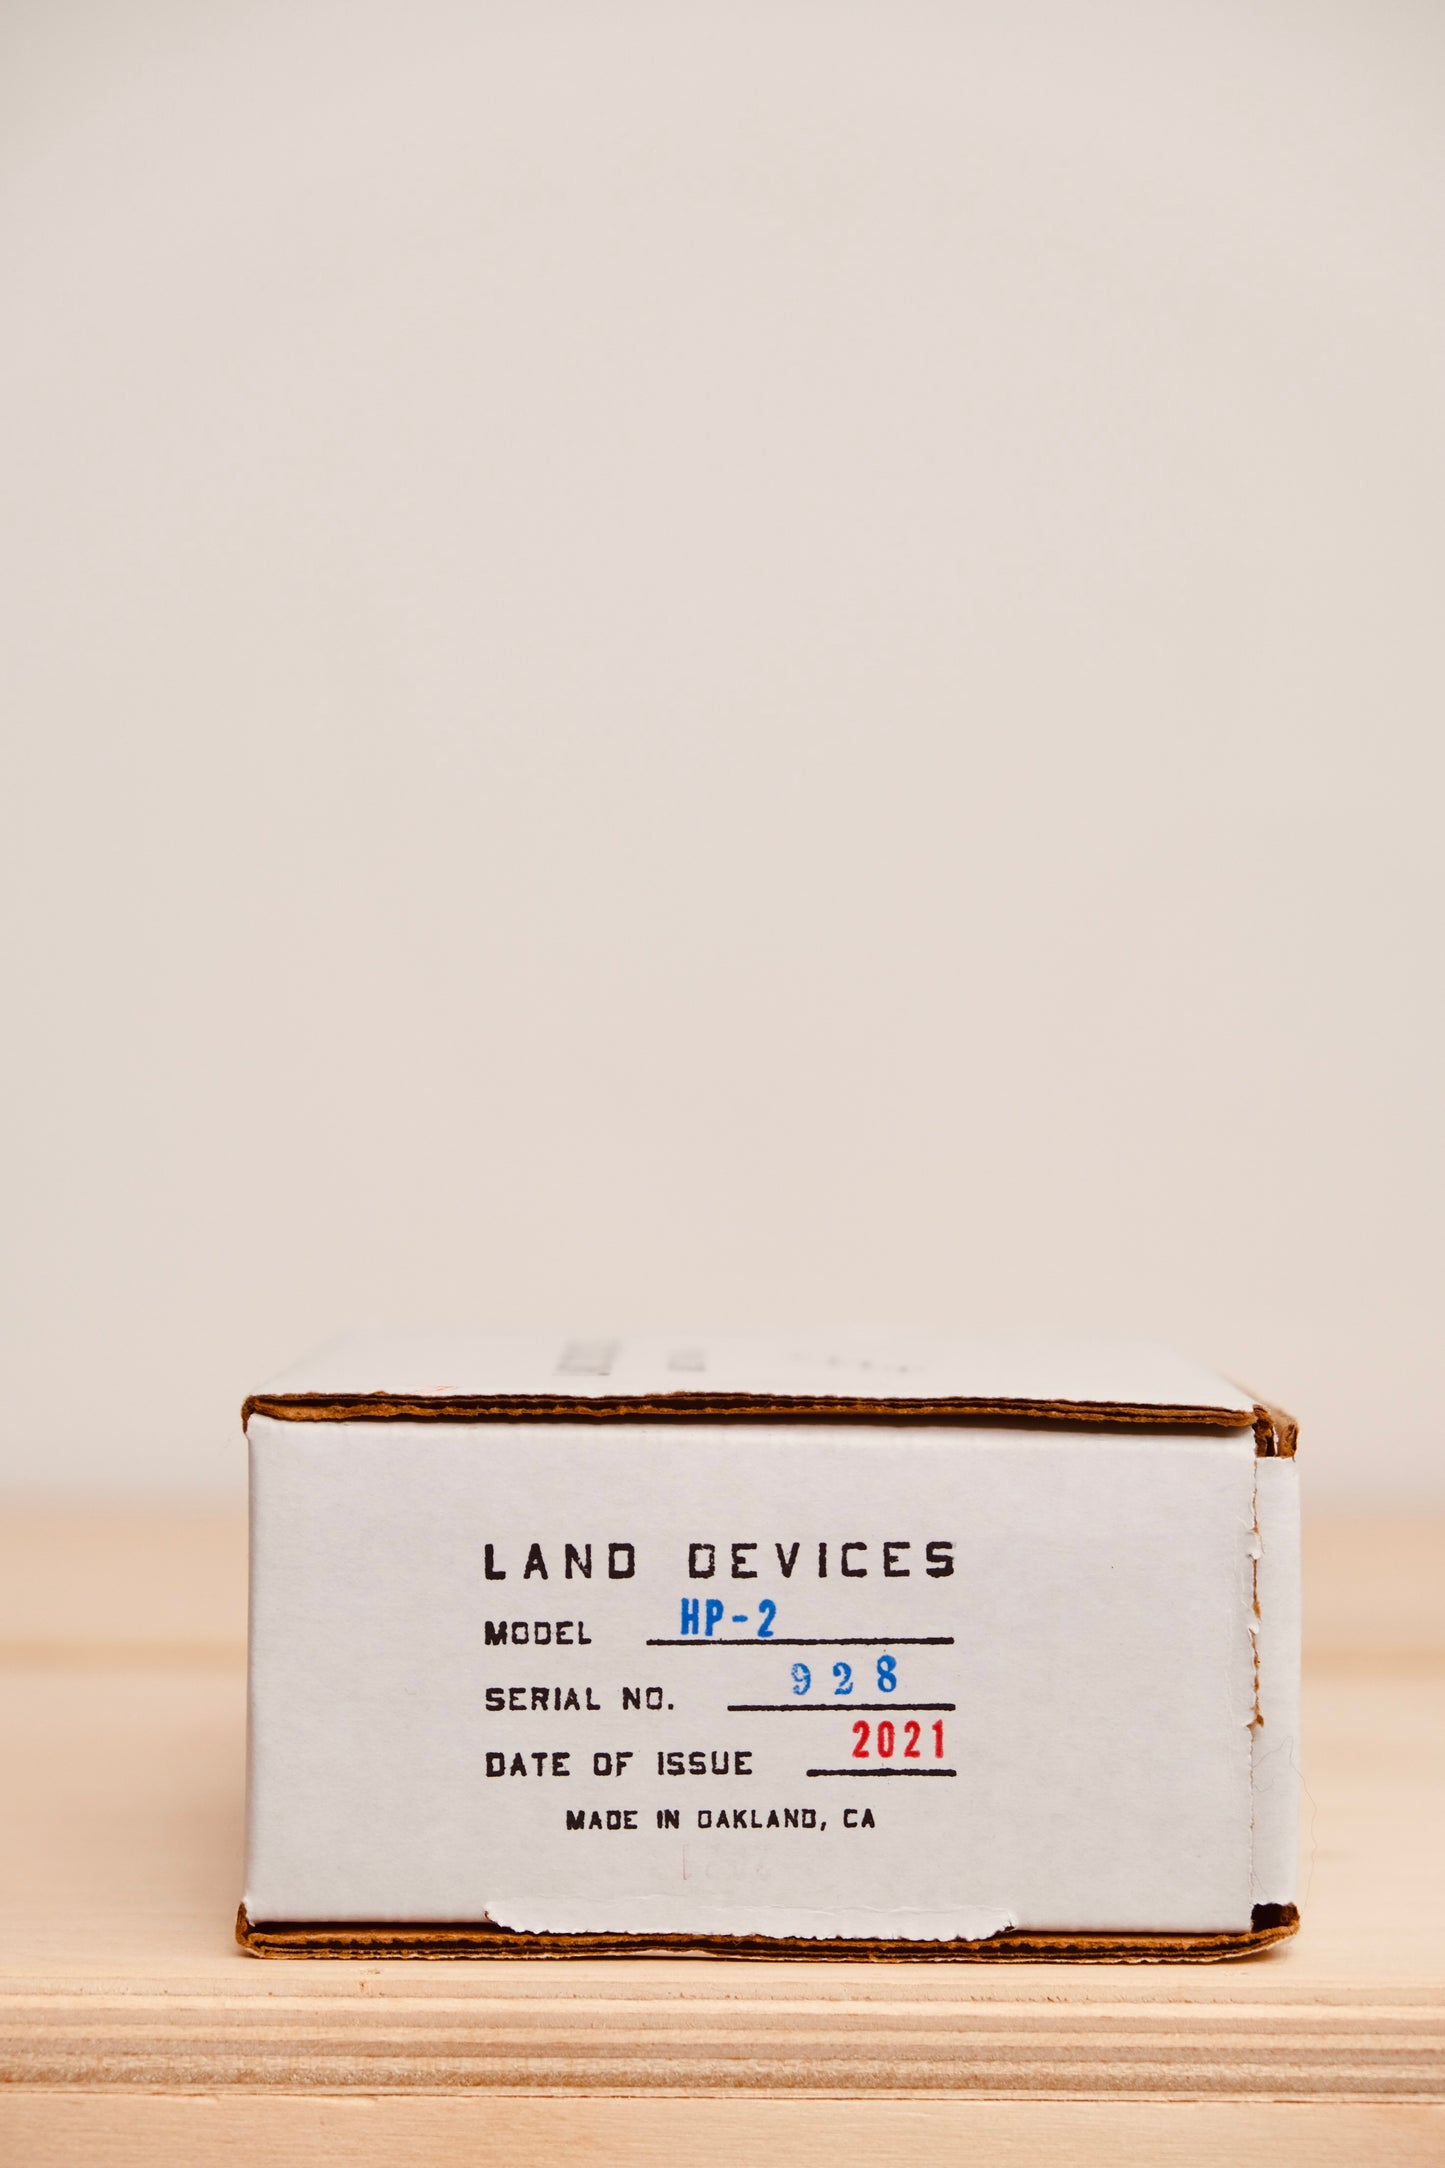 LAND DEVICES
MODEL HP-2
SERIAL NO. 928
DATE OF ISSUE 2021
MADE IN OAKLAND, CA